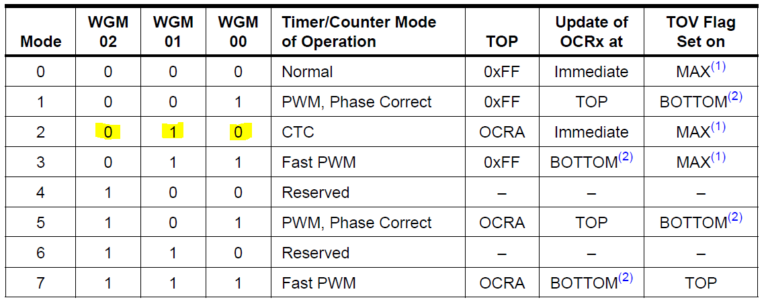 Mode WGM 02 WGM 01 WGM 00 Timer/Counter Mode of Operation TOP Update of OCRx at TOV Flag Set on
0 0 0 0 Normal 0xFF Immediate MAX(1)
1 0 0 1 PWM, Phase Correct 0xFF TOP BOTTOM(2)
2 0 1 0 CTC OCRA Immediate MAX(1)
3 0 1 1 Fast PWM 0xFF BOTTOM(2) MAX(1)
4 1 0 0 Reserved – – –
5 1 0 1 PWM, Phase Correct OCRA TOP BOTTOM(2)
6 1 1 0 Reserved – – –
7 1 1 1 Fast PWM OCRA BOTTOM(2) TOP